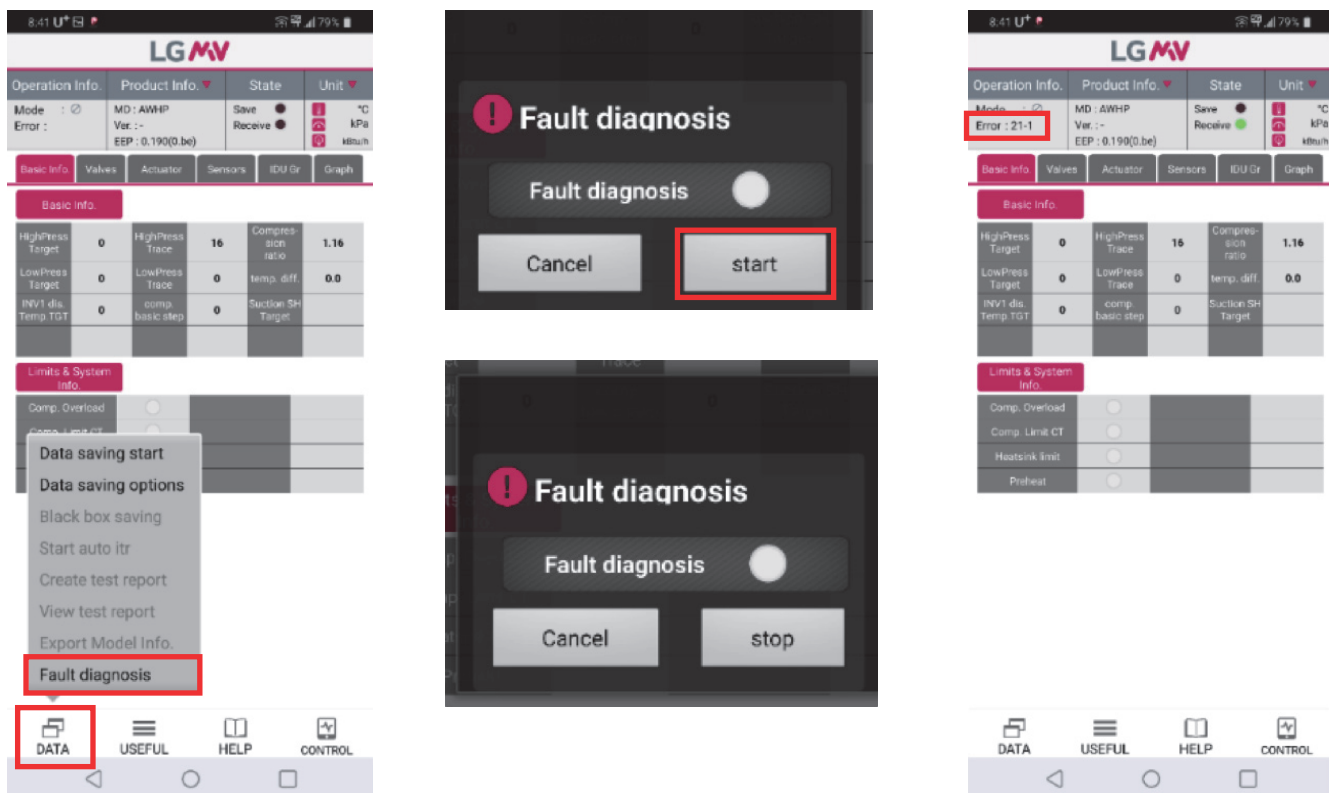 8:41 U+ 79%
LG MV
Operation Info. Product Info. State Unit
Mode : MD : AWHP Save °C
Error : Ver. : - Receive kPa
EEP : 0.190(0.be) kBtu/h
Basic Info. Valves Actuator Sensors IDU Gr Graph
Basic Info.
HighPress Target 0 HighPress Trace 16 Compression ratio 1.16
LowPress Target 0 LowPress Trace 0 temp. diff. 0.0
INV1 dis. Temp.TGT 0 comp. basic step 0 Suction SH Target
Limits & System Info.
Comp. Overload
Comp. Limit CT
Data saving start
Data saving options
Black box saving
Start auto itr
Create test report
View test report
Export Model Info.
Fault diagnosis
DATA USEFUL HELP CONTROL
0 0
Fault diagnosis
Fault diagnosis
Cancel start
Trace
0 0
Fault diagnosis
Fault diagnosis
Cancel stop
8:41 U+ 79%
LG MV
Operation Info. Product Info. State Unit
Mode : MD : AWHP Save °C
Error : 21-1 Ver. : - Receive kPa
EEP : 0.190(0.be) kBtu/h
Basic Info. Valves Actuator Sensors IDU Gr Graph
Basic Info.
HighPress Target 0 HighPress Trace 16 Compres-sion ratio 1.16
LowPress Target 0 LowPress Trace 0 temp. diff. 0.0
INV1 dis. Temp.TGT 0 comp. basic step 0 Suction SH Target
Limits & System Info.
Comp. Overload
Comp. Limit CT
Heatsink limit
Preheat
DATA USEFUL HELP CONTROL